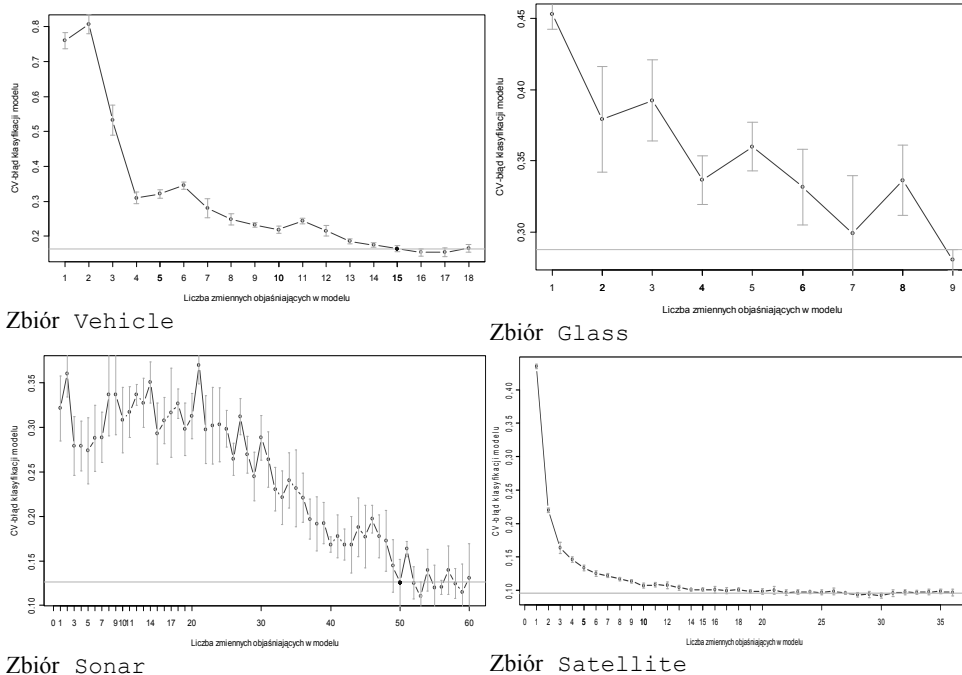 CV-błąd klasyfikacji modelu
0.8
0.7
0.6
0.5
0.4
0.3
0.2
1 2 3 4 5 6 7 8 9 10 11 12 13 14 15 16 17 18
Liczba zmiennych objaśniających w modelu
Zbiór Vehicle
CV-błąd klasyfikacji modelu
0.45
0.40
0.35
0.30
1 2 3 4 5 6 7 8 9
Liczba zmiennych objaśniających w modelu
Zbiór Glass
CV-błąd klasyfikacji modelu
0.35
0.30
0.25
0.20
0.15
0.10
0 1 3 5 7 9 10 11 14 17 20 30 40 50 60
Liczba zmiennych objaśniających w modelu
Zbiór Sonar
CV-błąd klasyfikacji modelu
0.40
0.35
0.30
0.25
0.20
0.15
0.10
0 1 2 3 4 5 6 7 8 9 10 12 14 16 18 20 25 30 35
Liczba zmiennych objaśniających w modelu
Zbiór Satellite